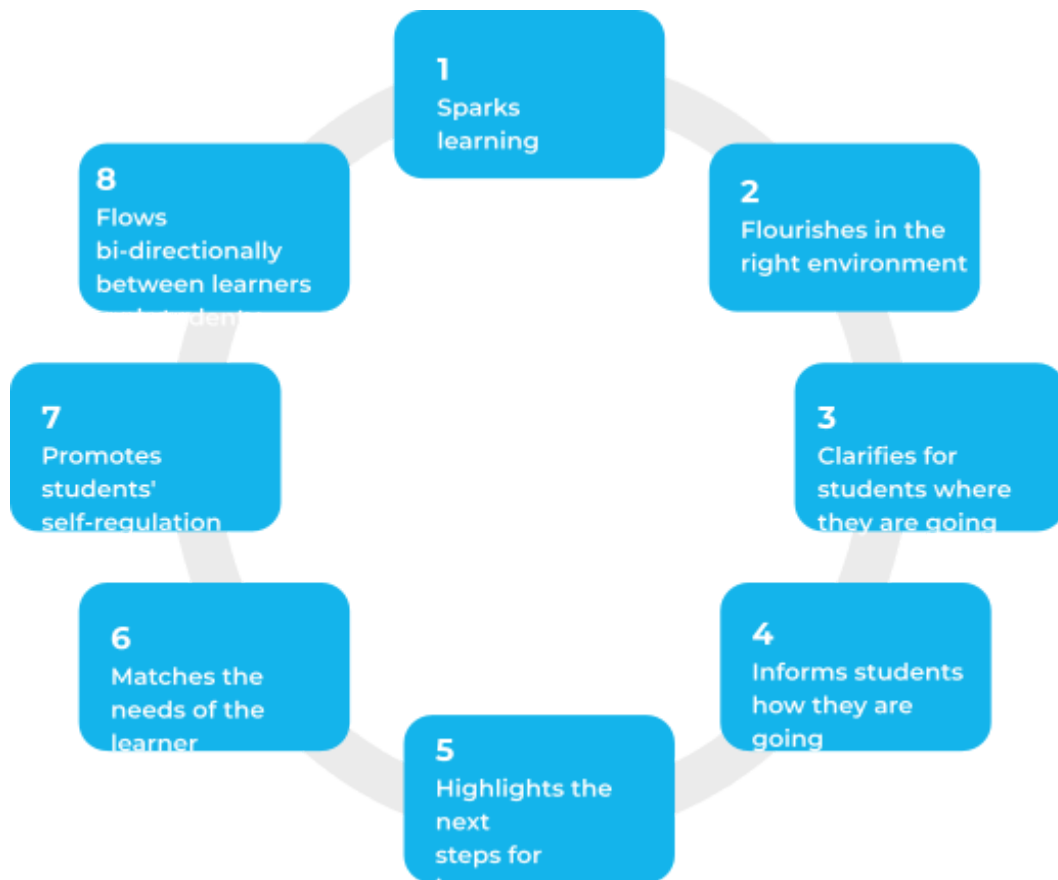 1
Sparks
learning
2
Flourishes in the
right environment
3
Clarifies for
students where
they are going
4
Informs students
how they are
going
5
Highlights the
next
steps for
6
Matches the
needs of the
learner
7
Promotes
students'
self-regulation
8
Flows
bi-directionally
between learners
and students